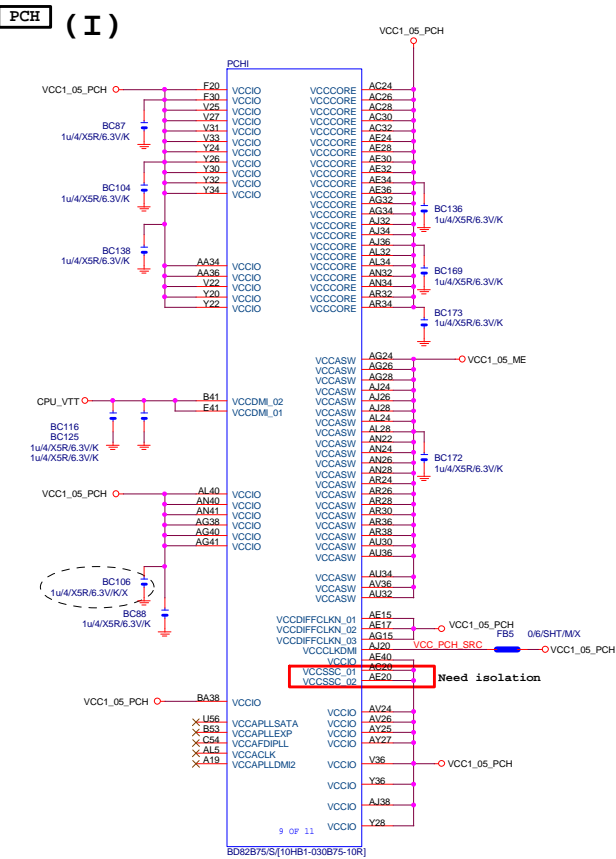 PCH (I)
VCC1_05_PCH
PCHI
VCC1_05_PCH
F20 VCCIO
F30 VCCIO
V25 VCCIO
V27 VCCIO
V31 VCCIO
V33 VCCIO
Y24 VCCIO
Y26 VCCIO
Y30 VCCIO
Y32 VCCIO
Y34 VCCIO
BC87
1u/4/X5R/6.3V/K
BC104
1u/4/X5R/6.3V/K
BC138
1u/4/X5R/6.3V/K
AA34 VCCIO
AA36 VCCIO
V22 VCCIO
Y20 VCCIO
Y22 VCCIO
VCCCORE AC24
VCCCORE AC26
VCCCORE AC28
VCCCORE AC30
VCCCORE AC32
VCCCORE AE24
VCCCORE AE28
VCCCORE AE30
VCCCORE AE32
VCCCORE AE34
VCCCORE AE36
VCCCORE AG32
VCCCORE AG34
VCCCORE AJ32
VCCCORE AJ34
VCCCORE AJ36
VCCCORE AL32
VCCCORE AL34
VCCCORE AN32
VCCCORE AN34
VCCCORE AR32
VCCCORE AR34
BC136
1u/4/X5R/6.3V/K
BC169
1u/4/X5R/6.3V/K
BC173
1u/4/X5R/6.3V/K
VCCASW AG24
VCC1_05_ME
VCCASW AG26
VCCASW AG28
VCCASW AJ24
VCCASW AJ26
VCCASW AJ28
VCCASW AL24
VCCASW AL28
VCCASW AN22
VCCASW AN24
VCCASW AN26
VCCASW AN28
VCCASW AR24
VCCASW AR26
VCCASW AR28
VCCASW AR30
VCCASW AR36
VCCASW AR38
VCCASW AU30
VCCASW AU36
VCCASW AU34
VCCASW AV36
VCCASW AU32
BC172
1u/4/X5R/6.3V/K
CPU_VTT
B41 VCCDMI_02
E41 VCCDMI_01
BC116
BC125
1u/4/X5R/6.3V/K
1u/4/X5R/6.3V/K
VCC1_05_PCH
AL40 VCCIO
AN40 VCCIO
AN41 VCCIO
AG38 VCCIO
AG40 VCCIO
AG41 VCCIO
BC106
1u/4/X5R/6.3V/K/X
BC88
1u/4/X5R/6.3V/K
VCCDIFFCLKN_01 AE15
VCCDIFFCLKN_02 AE17
VCC1_05_PCH
VCCDIFFCLKN_03 AG15
VCCCLKDMI AJ20
VCC_PCH_SRC
FB5 0/6/SHT/M/X
VCC1_05_PCH
VCCIO AE40
VCCSSC_01 AC20
VCCSSC_02 AE20
Need isolation
VCC1_05_PCH
BA38 VCCIO
U56 VCCAPLLSATA
B53 VCCAPLLEXP
C54 VCCAFDIPLL
AL5 VCCACLK
A19 VCCAPLLDMI2
VCCIO AV24
VCCIO AV26
VCCIO AY25
VCCIO AY27
VCCIO V36
VCC1_05_PCH
VCCIO Y36
VCCIO AJ38
VCCIO Y28
9 OF 11
BD82B75/S/[10HB1-030B75-10R]